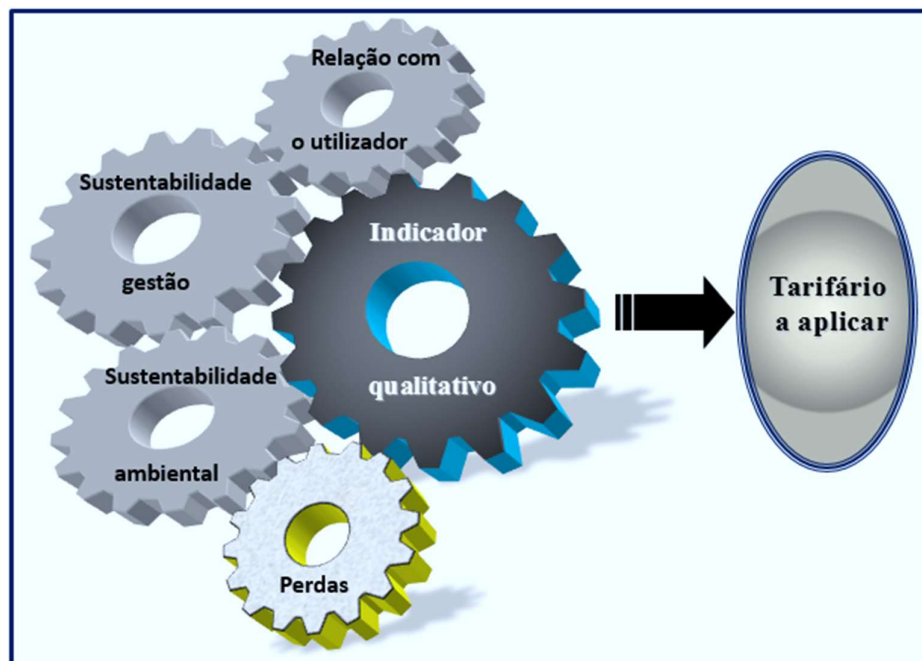 Relação com
o utilizador
Sustentabilidade
gestão
Indicador
qualitativo
Sustentabilidade
ambiental
Perdas
Tarifário
a aplicar